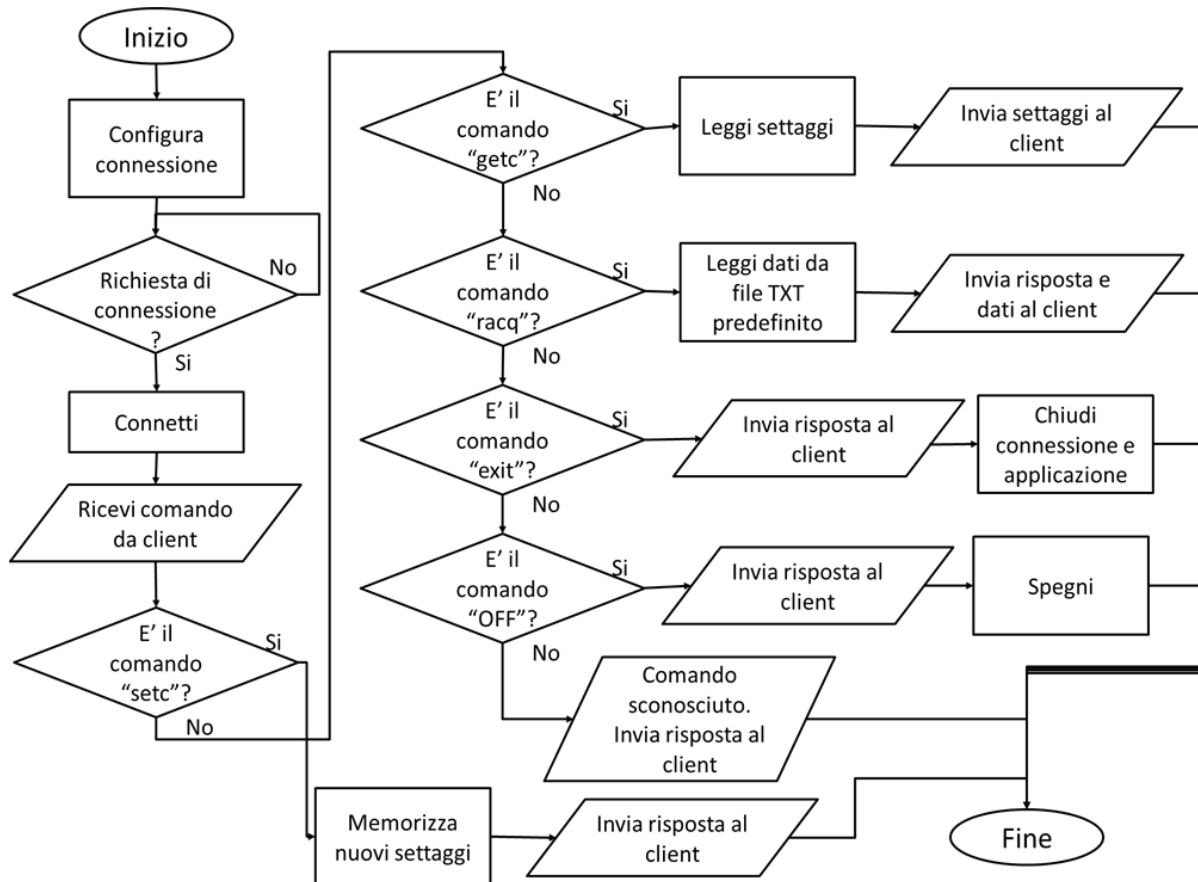 Inizio
Configura
connessione
Richiesta di
connessione
?
No
Si
Connetti
Ricevi comando
da client
E’ il
comando
“setc”?
Si
No
Memorizza
nuovi settaggi
Invia risposta al
client
E’ il
comando
“getc”?
Si
No
Leggi settaggi
Invia settaggi al
client
E’ il
comando
“racq”?
Si
No
Leggi dati da
file TXT
predefinito
Invia risposta e
dati al client
E’ il
comando
“exit”?
Si
No
Invia risposta al
client
Chiudi
connessione e
applicazione
E’ il
comando
“OFF”?
Si
No
Invia risposta al
client
Spegni
Comando
sconosciuto.
Invia risposta al
client
Fine